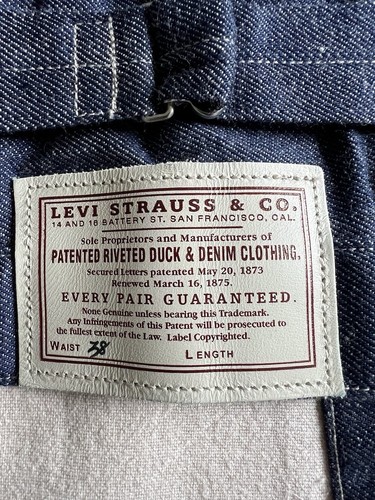 LEVI STRAUSS & CO.
14 AND 16 BATTERY ST. SAN FRANCISCO, CAL.
Sole Proprietors and Manufacturers of
PATENTED RIVETED DUCK & DENIM CLOTHING,
Secured Letters patented May 20, 1873
Renewed March 16, 1875.
EVERY PAIR GUARANTEED.
None Genuine unless bearing this Trademark.
Any Infringements of this Patent will be prosecuted to
the fullest extent of the Law. Label Copyrighted.
WAIST 38 LENGTH